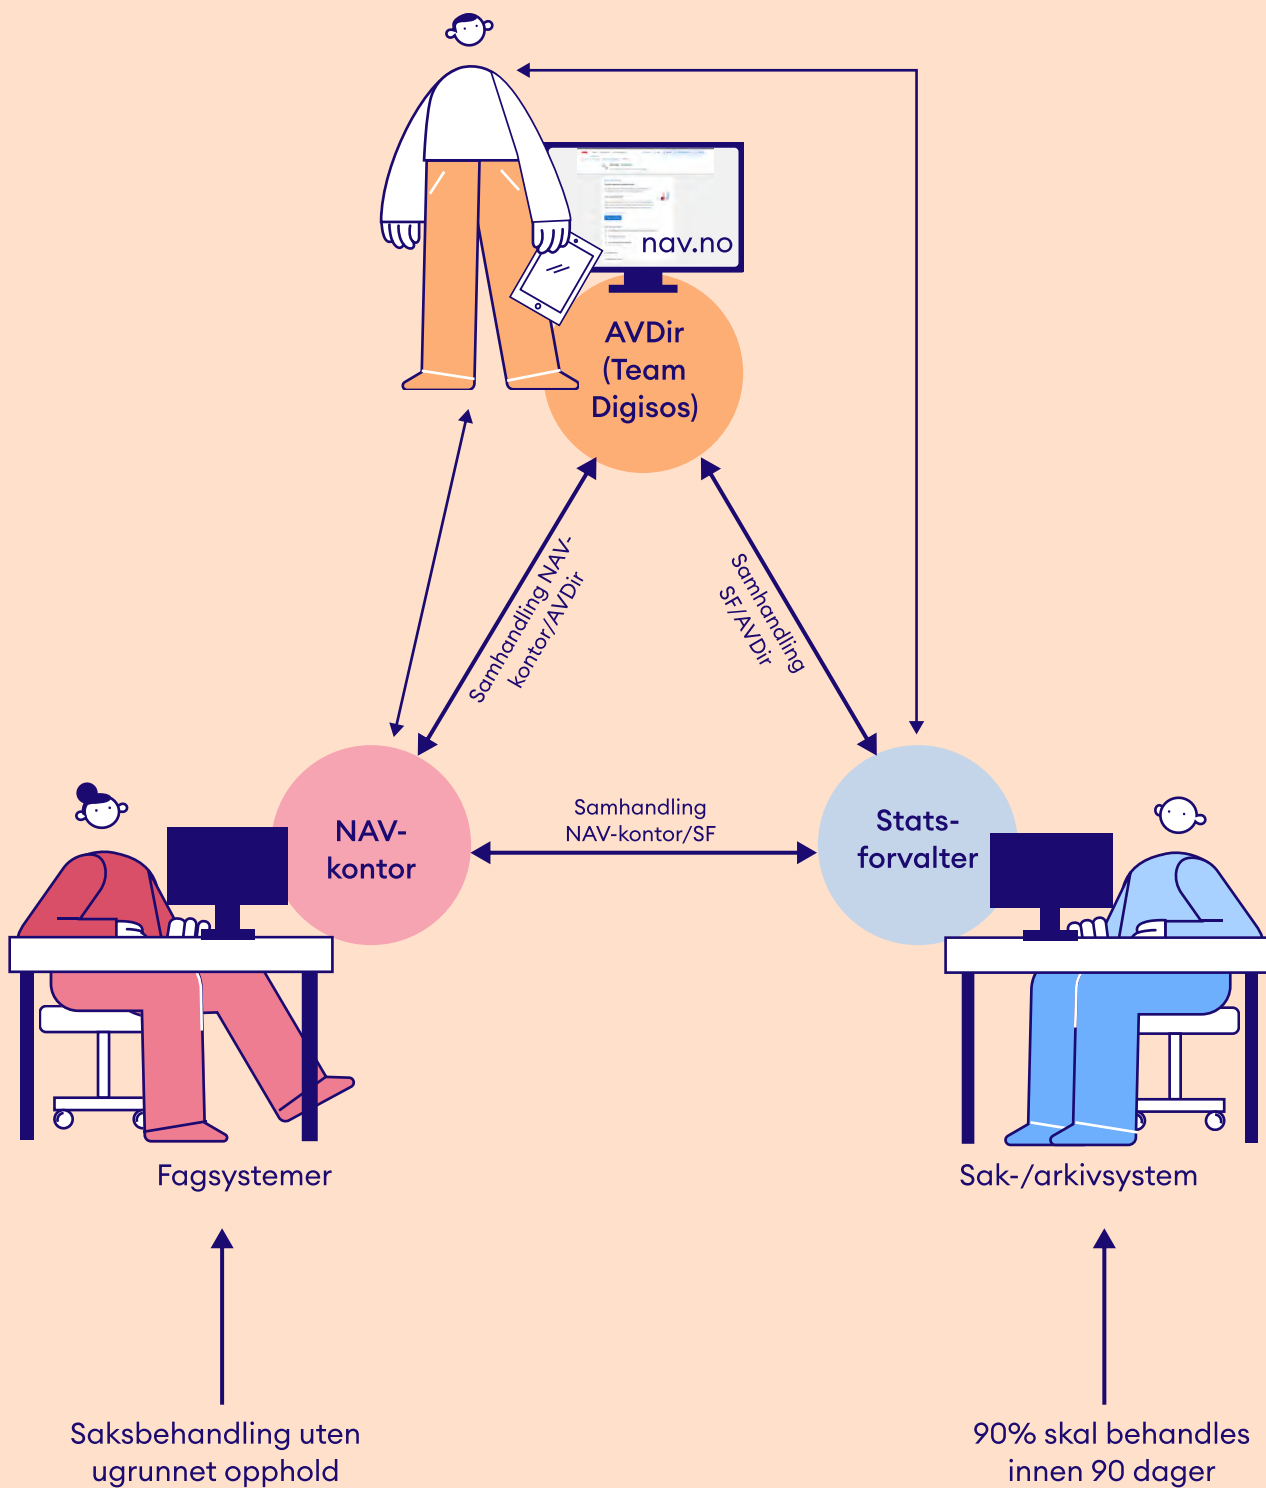 nav.no
AVDir
(Team
Digisos)
Samhandling NAV-
kontor/AVDir
Samhandling
SF/AVDir
NAV-
kontor
Samhandling
NAV-kontor/SF
Stats-
forvalter
Fagsystemer
Sak-/arkivsystem
Saksbehandling uten
ugrunnet opphold
90% skal behandles
innen 90 dager